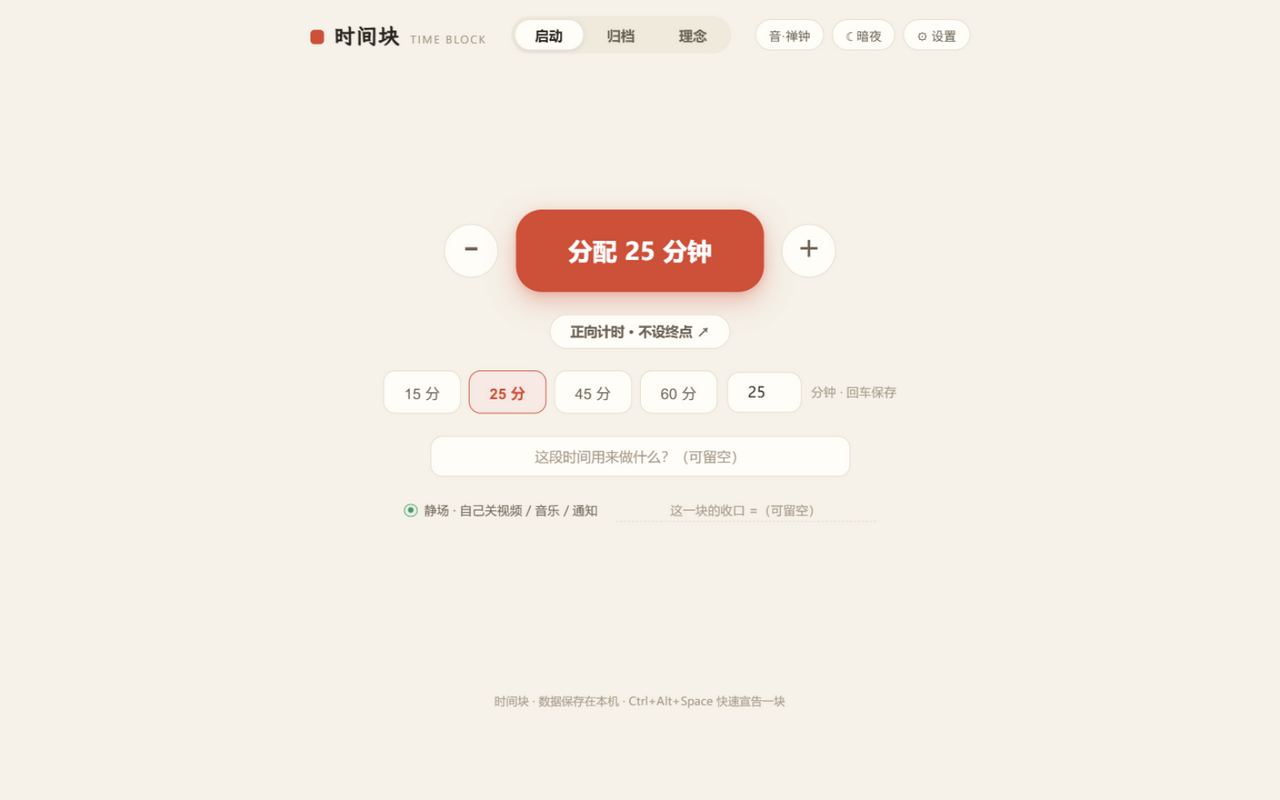 时间块 TIME BLOCK 启动 归档 理念 音·禅钟 ☾暗夜 ⚙ 设置
− 分配 25 分钟 +
正向计时·不设终点 ↗
15 分 25 分 45 分 60 分 25 分钟 · 回车保存
这段时间用来做什么？（可留空）
静场 · 自己关视频 / 音乐 / 通知 这一块的收口 =（可留空）
时间块 · 数据保存在本机 · Ctrl+Alt+Space 快速宣告一块